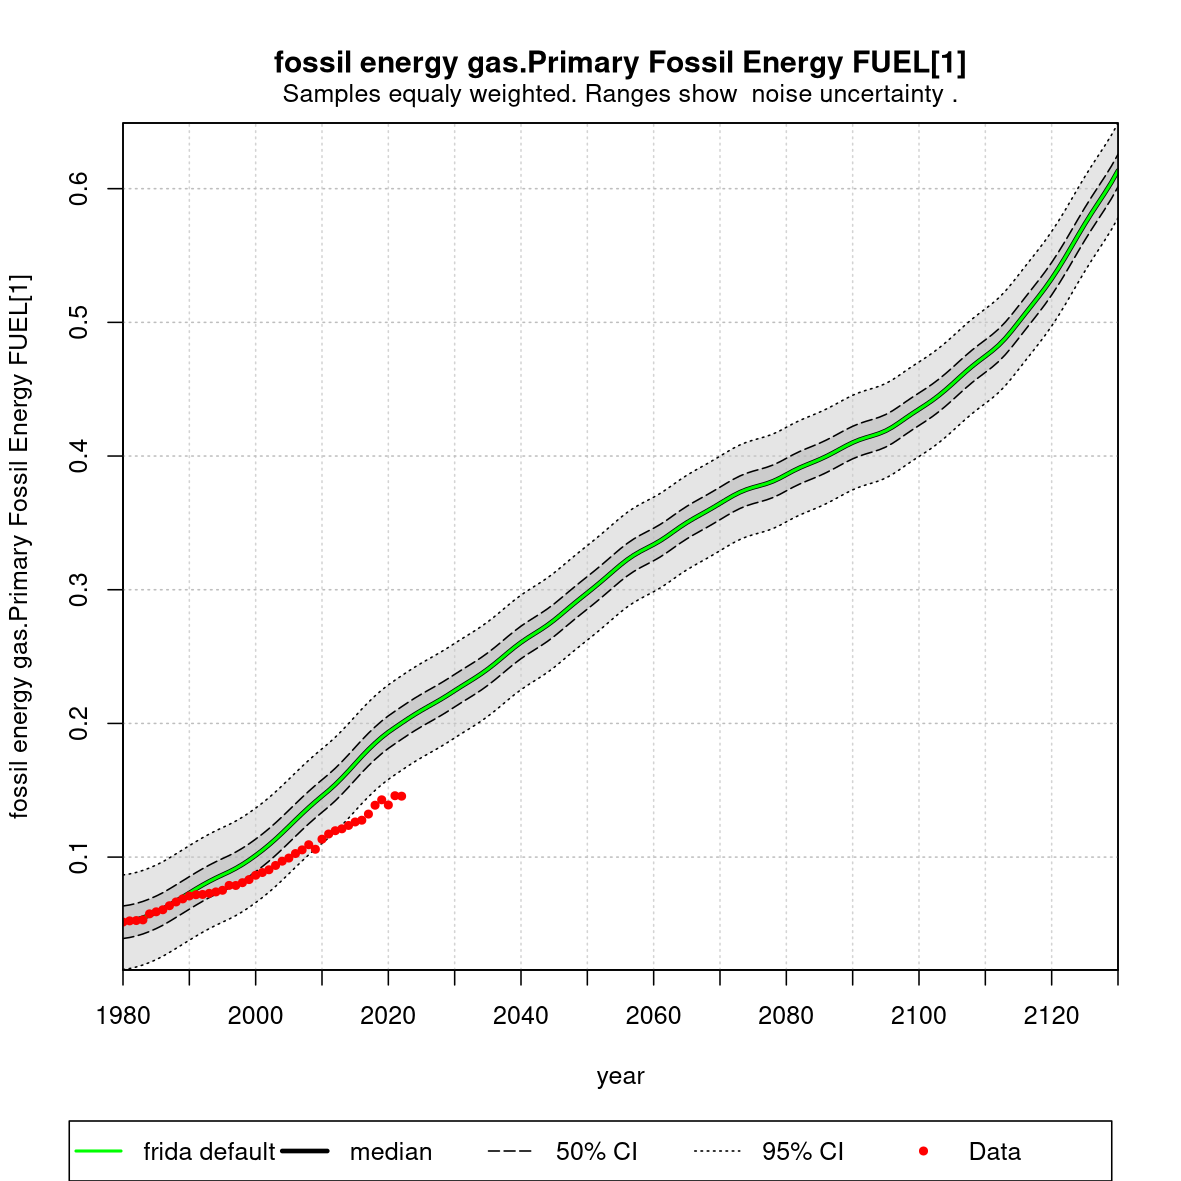 fossil energy gas.Primary Fossil Energy FUEL[1]
Samples equaly weighted. Ranges show  noise uncertainty .
fossil energy gas.Primary Fossil Energy FUEL[1]
0.6
0.5
0.4
0.3
0.2
0.1
1980 2000 2020 2040 2060 2080 2100 2120
year
frida default median 50% CI 95% CI Data